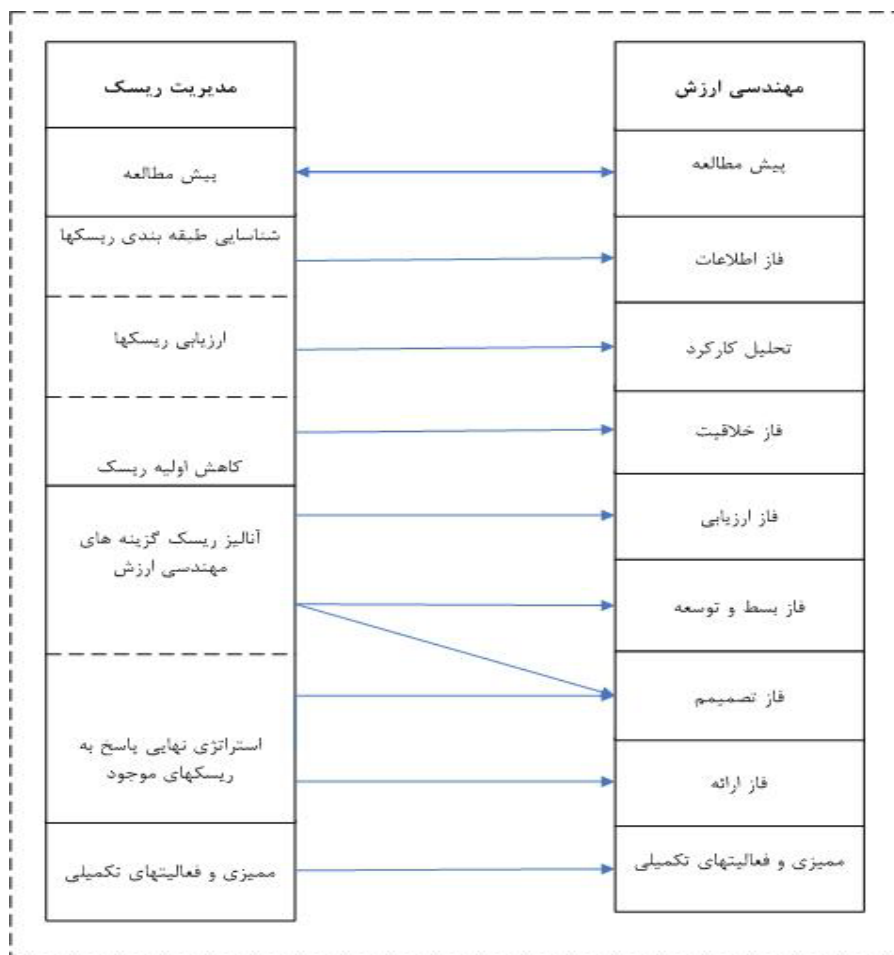 مهندسی ارزش
پیش مطالعه
فاز اطلاعات
تحلیل کارکرد
فاز خلاقیت
فاز ارزیابی
فاز بسط و توسعه
فاز تصمیمم
فاز ارائه
ممیزی و فعالیتهای تکمیلی
مدیریت ریسک
پیش مطالعه
شناسایی طبقه بندی ریسکها
ارزیابی ریسکها
کاهش اولیه ریسک
آنالیز ریسک گزینه های
مهندسی ارزش
استراتژی نهایی پاسخ به
ریسکهای موجود
ممیزی و فعالیتهای تکمیلی